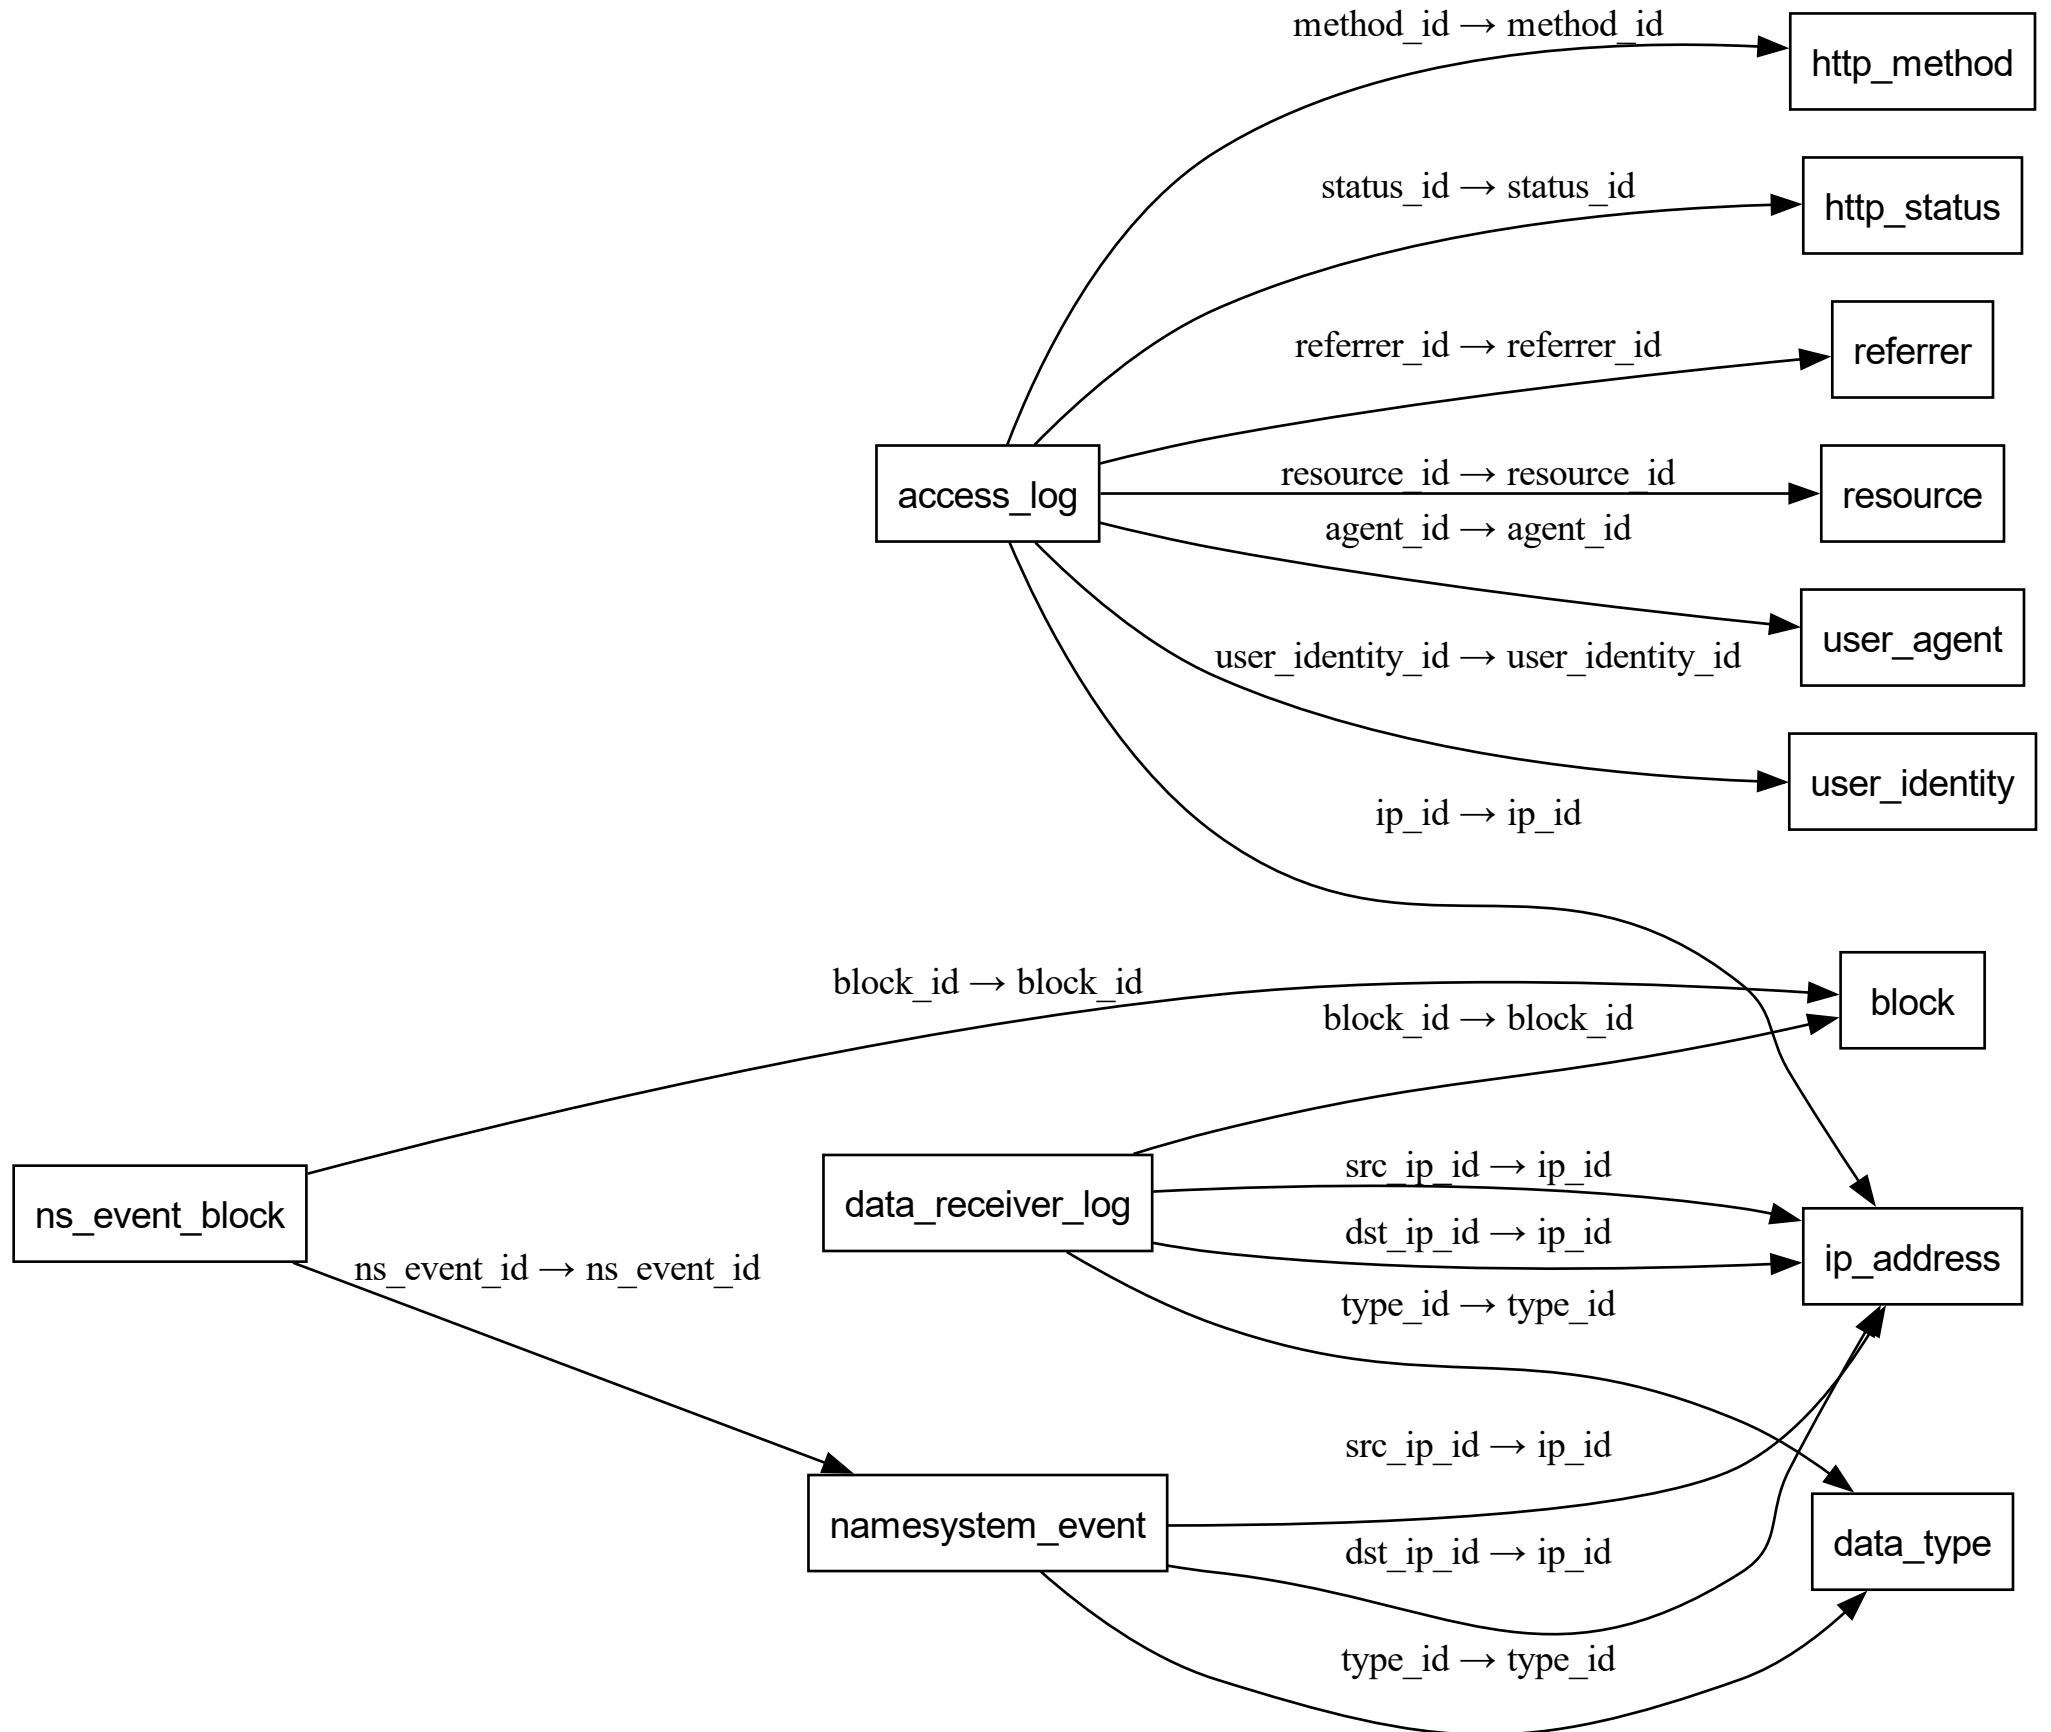 method_id → method_id
http_method
status_id → status_id
http_status
referrer_id → referrer_id
referrer
access_log
resource_id → resource_id
resource
agent_id → agent_id
user_agent
user_identity_id → user_identity_id
user_identity
ip_id → ip_id
block_id → block_id
block_id → block_id
block
ns_event_block
data_receiver_log
src_ip_id → ip_id
dst_ip_id → ip_id
ip_address
ns_event_id → ns_event_id
type_id → type_id
src_ip_id → ip_id
namesystem_event
dst_ip_id → ip_id
data_type
type_id → type_id